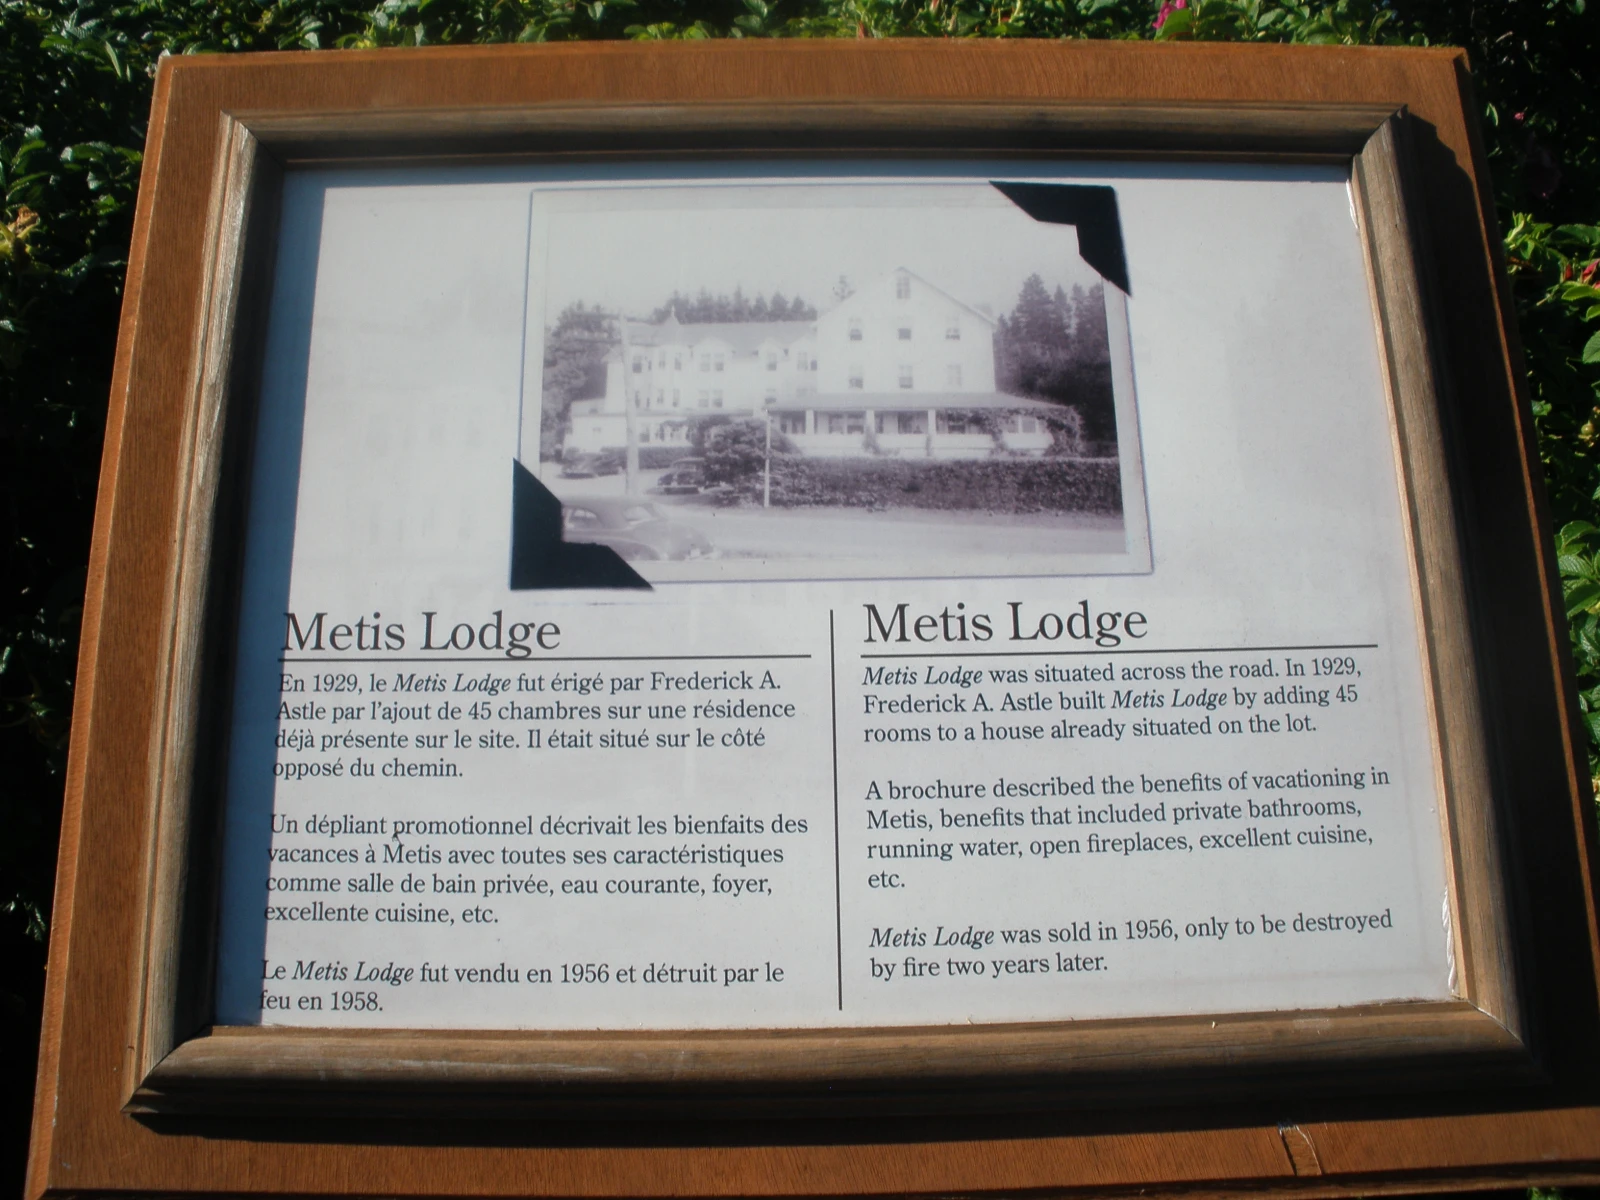 Metis Lodge
En 1929, le Metis Lodge fut érigé par Frederick A.
Astle par l'ajout de 45 chambres sur une résidence
déjà présente sur le site. Il était situé sur le côté
opposé du chemin.
Un dépliant promotionnel décrivait les bienfaits des
vacances à Metis avec toutes ses caractéristiques
comme salle de bain privée, eau courante, foyer,
excellente cuisine, etc.
Le Metis Lodge fut vendu en 1956 et détruit par le
feu en 1958.
Metis Lodge
Metis Lodge was situated across the road. In 1929,
Frederick A. Astle built Metis Lodge by adding 45
rooms to a house already situated on the lot.
A brochure described the benefits of vacationing in
Metis, benefits that included private bathrooms,
running water, open fireplaces, excellent cuisine,
etc.
Metis Lodge was sold in 1956, only to be destroyed
by fire two years later.